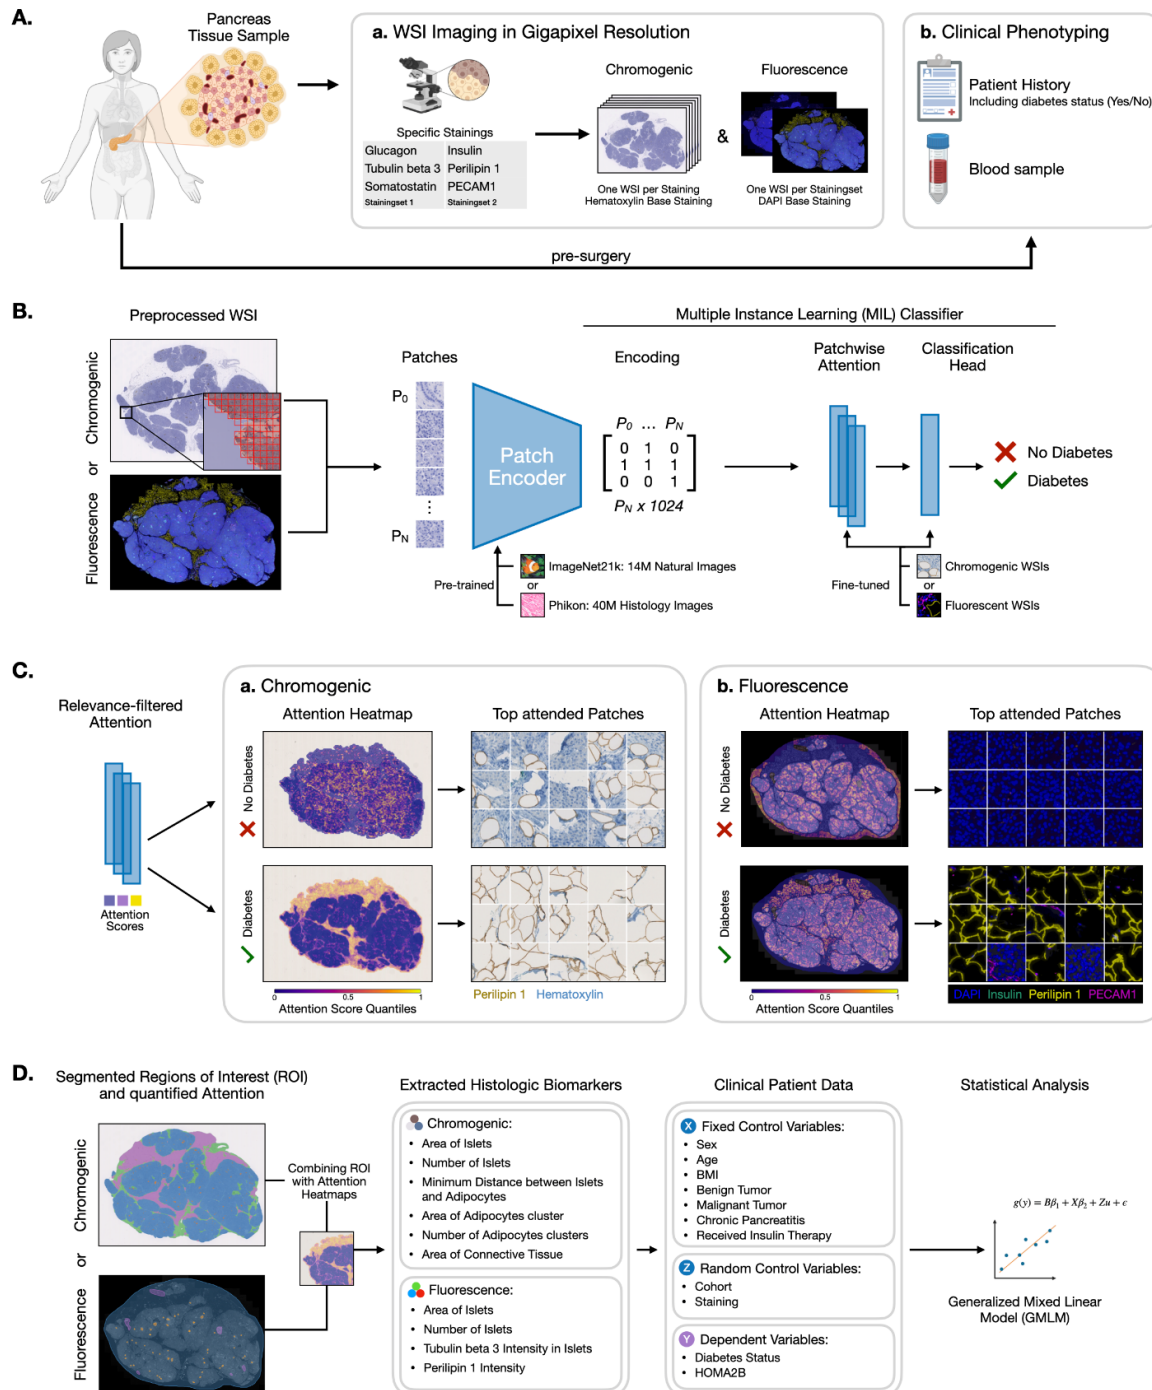 A.
Pancreas
Tissue Sample
a. WSI Imaging in Gigapixel Resolution
Specific Stainings
Glucagon
Insulin
Tubulin beta 3
Perilipin 1
Somatostatin
PECAM1
Stainingset 1
Stainingset 2
Chromogenic
&
Fluorescence
One WSI per Staining
Hematoxylin Base Staining
One WSI per Stainingset
DAPI Base Staining
b. Clinical Phenotyping
Patient History
Including diabetes status (Yes/No)
Blood sample
pre-surgery
B.
Preprocessed WSI
Chromogenic
or
Fluorescence
Patches
P0
⋮
PN
Patch
Encoder
Multiple Instance Learning (MIL) Classifier
Encoding
P0 ... PN
0 1 0
1 1 1
0 0 1
PN x 1024
Patchwise
Attention
Classification
Head
No Diabetes
Diabetes
Pre-trained
ImageNet21k: 14M Natural Images
or
Phikon: 40M Histology Images
Fine-tuned
Chromogenic WSIs
or
Fluorescent WSIs
C.
Relevance-filtered
Attention
Attention
Scores
a. Chromogenic
Attention Heatmap
Top attended Patches
No Diabetes
Diabetes
0 0.5 1
Attention Score Quantiles
Perilipin 1 Hematoxylin
b. Fluorescence
Attention Heatmap
Top attended Patches
No Diabetes
Diabetes
0 0.5 1
Attention Score Quantiles
DAPI Insulin Perilipin 1 PECAM1
D.
Segmented Regions of Interest (ROI)
and quantified Attention
Chromogenic
or
Fluorescence
Combining ROI
with Attention
Heatmaps
Extracted Histologic Biomarkers
Chromogenic:
• Area of Islets
• Number of Islets
• Minimum Distance between Islets
and Adipocytes
• Area of Adipocytes cluster
• Number of Adipocytes clusters
• Area of Connective Tissue
Fluorescence:
• Area of Islets
• Number of Islets
• Tubulin beta 3 Intensity in Islets
• Perilipin 1 Intensity
Clinical Patient Data
X Fixed Control Variables:
• Sex
• Age
• BMI
• Benign Tumor
• Malignant Tumor
• Chronic Pancreatitis
• Received Insulin Therapy
Z Random Control Variables:
• Cohort
• Staining
Y Dependent Variables:
• Diabetes Status
• HOMA2B
Statistical Analysis
g(y) = Bβ1 + Xβ2 + Zu + ϵ
Generalized Mixed Linear
Model (GMLM)